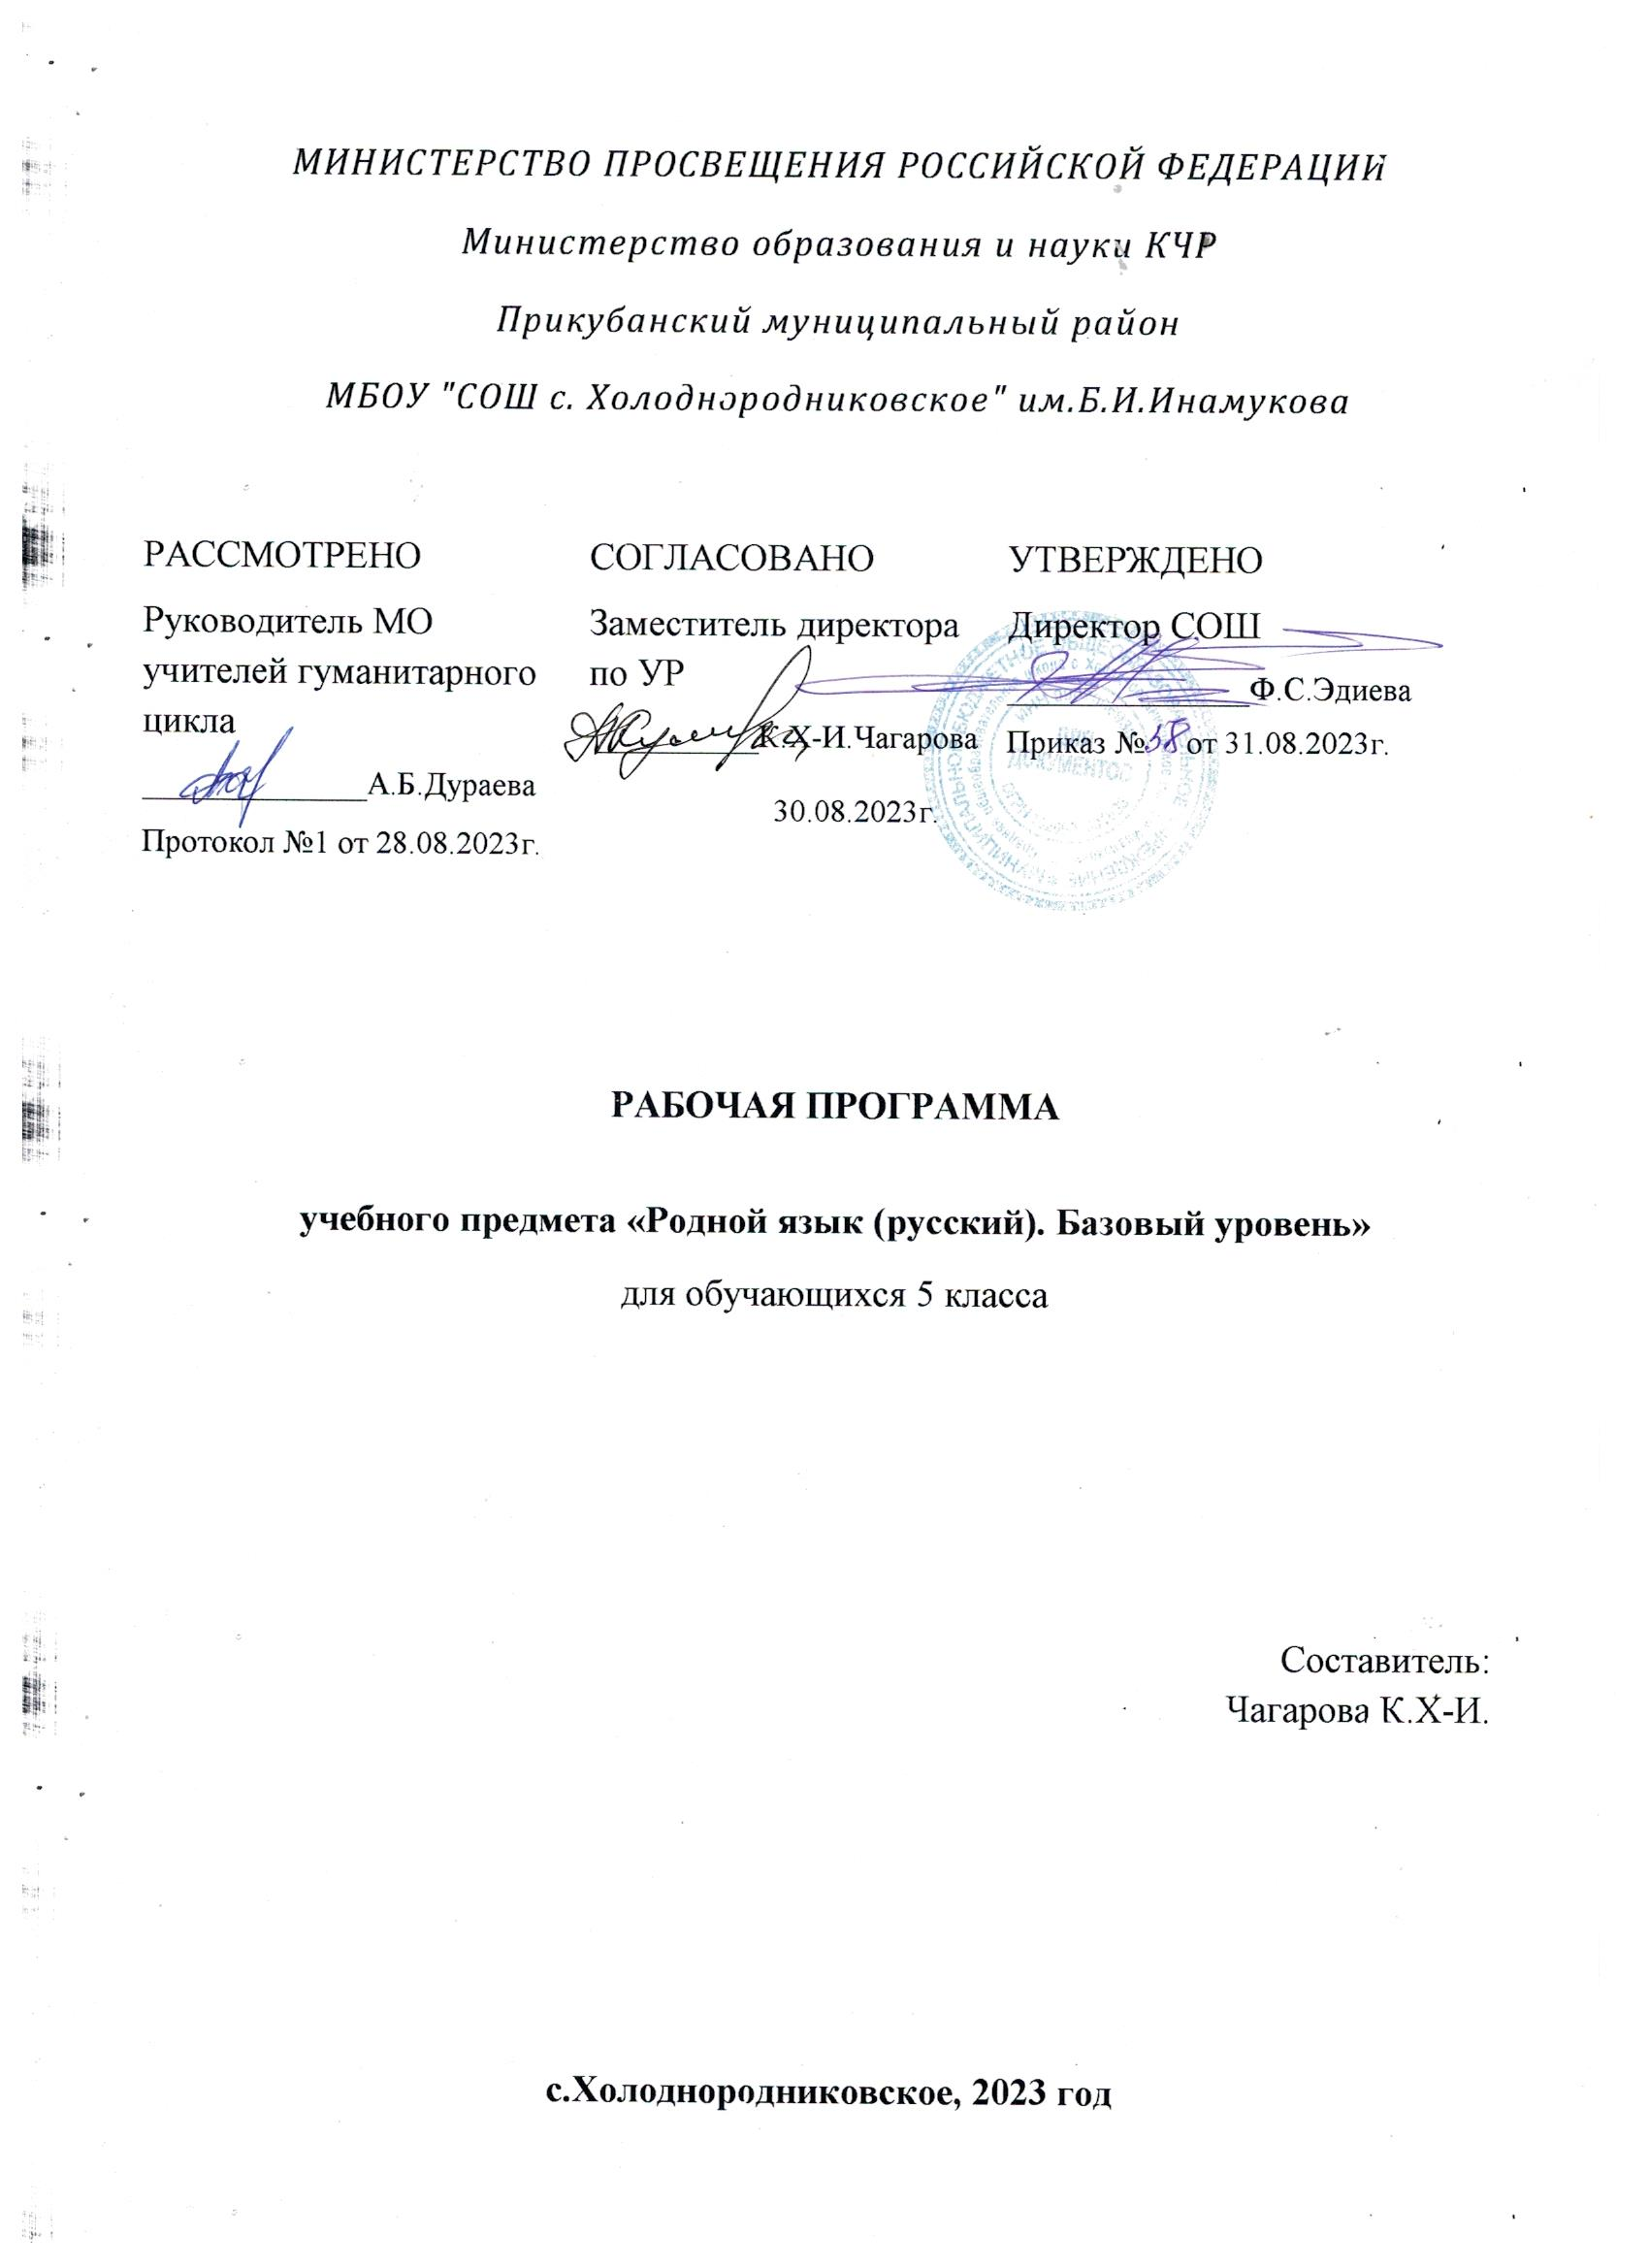 МИНИСТЕРСТВО ПРОСВЕЩЕНИЯ РОССИЙСКОЙ ФЕДЕРАЦИИ
Министерство образования и науки КЧР
Прикубанский муниципальный район
МБОУ "СОШ с. Холоднородниковское" им.Б.И.Инамукова
РАССМОТРЕНО
Руководитель МО
учителей гуманитарного
цикла
А.Б.Дураева
Протокол №1 от 28.08.2023г.
СОГЛАСОВАНО
Заместитель директора
по УР
К.Х-И.Чагарова
30.08.2023г.
УТВЕРЖДЕНО
Директор СОШ
Ф.С.Эдиева
Приказ №58 от 31.08.2023г.
ДЛЯ
ДОКУМЕНТОВ
РАБОЧАЯ ПРОГРАММА
учебного предмета «Родной язык (русский). Базовый уровень»
для обучающихся 5 класса
Составитель:
Чагарова К.Х-И.
с.Холоднородниковское, 2023 год